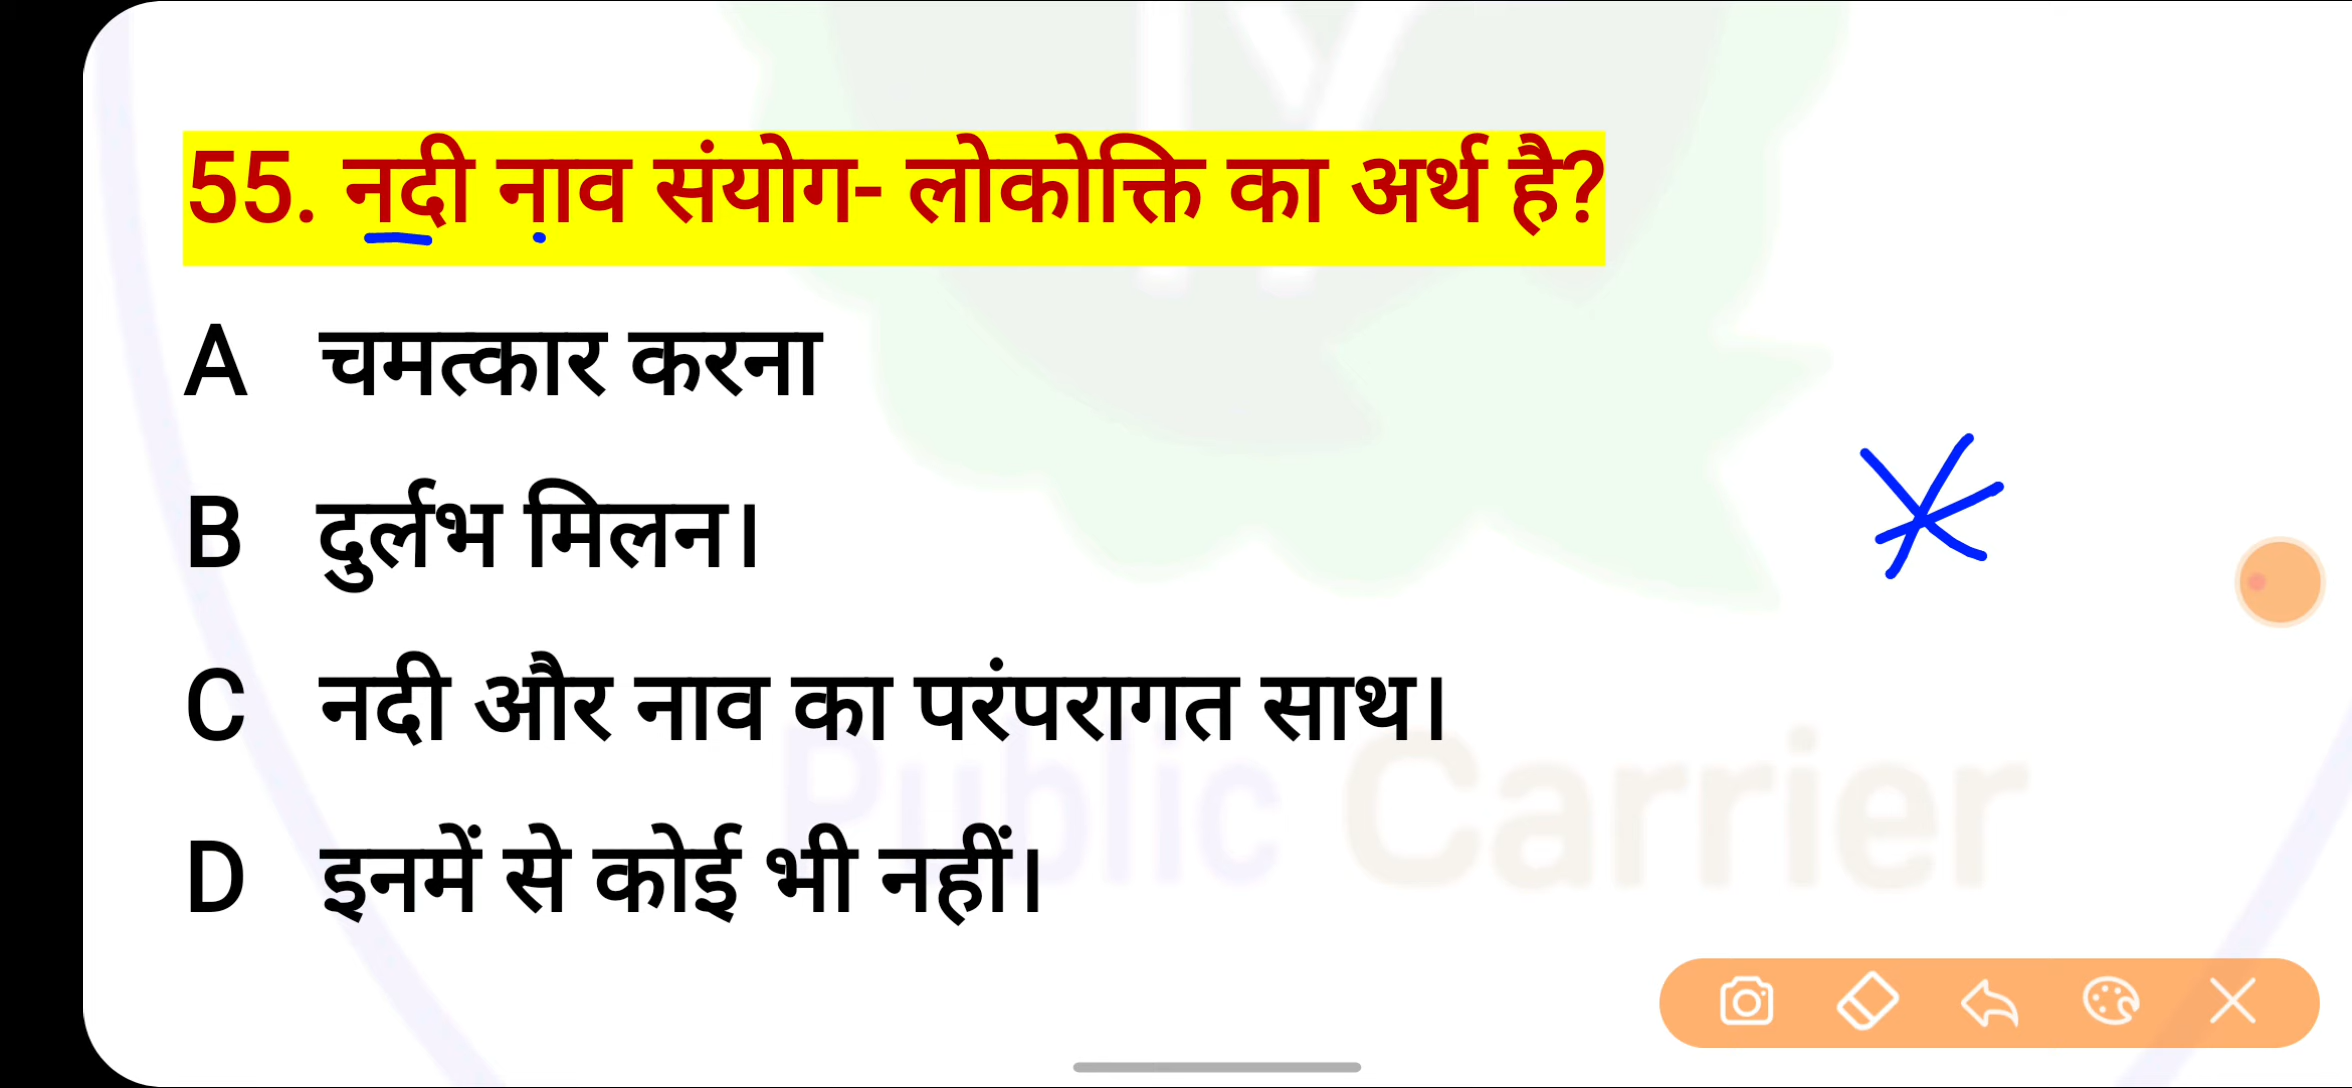 55. नदी नाव संयोग- लोकोक्ति का अर्थ है?
A चमत्कार करना
B दुर्लभ मिलन।
C नदी और नाव का परंपरागत साथ।
D इनमें से कोई भी नहीं।
Public Carrier